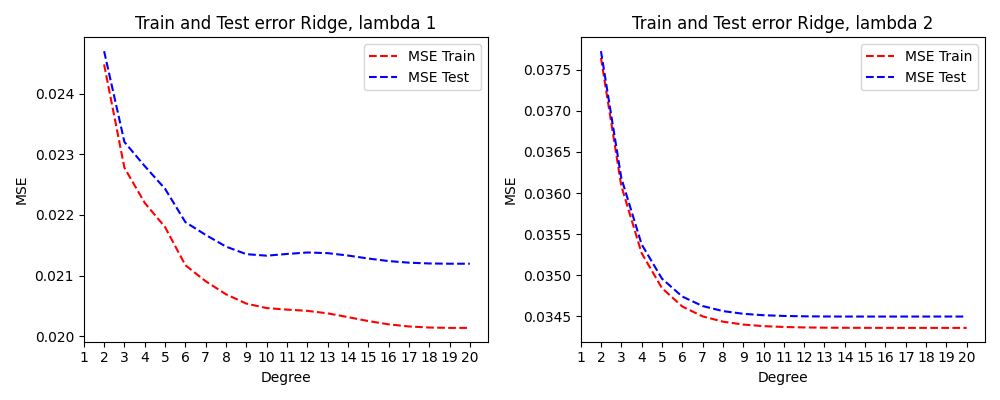 Train and Test error Ridge, lambda 1
MSE Train
MSE Test
0.024
0.023
0.022
0.021
0.020
MSE
1 2 3 4 5 6 7 8 9 10 11 12 13 14 15 16 17 18 19 20
Degree
Train and Test error Ridge, lambda 2
MSE Train
MSE Test
0.0375
0.0370
0.0365
0.0360
0.0355
0.0350
0.0345
MSE
1 2 3 4 5 6 7 8 9 10 11 12 13 14 15 16 17 18 19 20
Degree